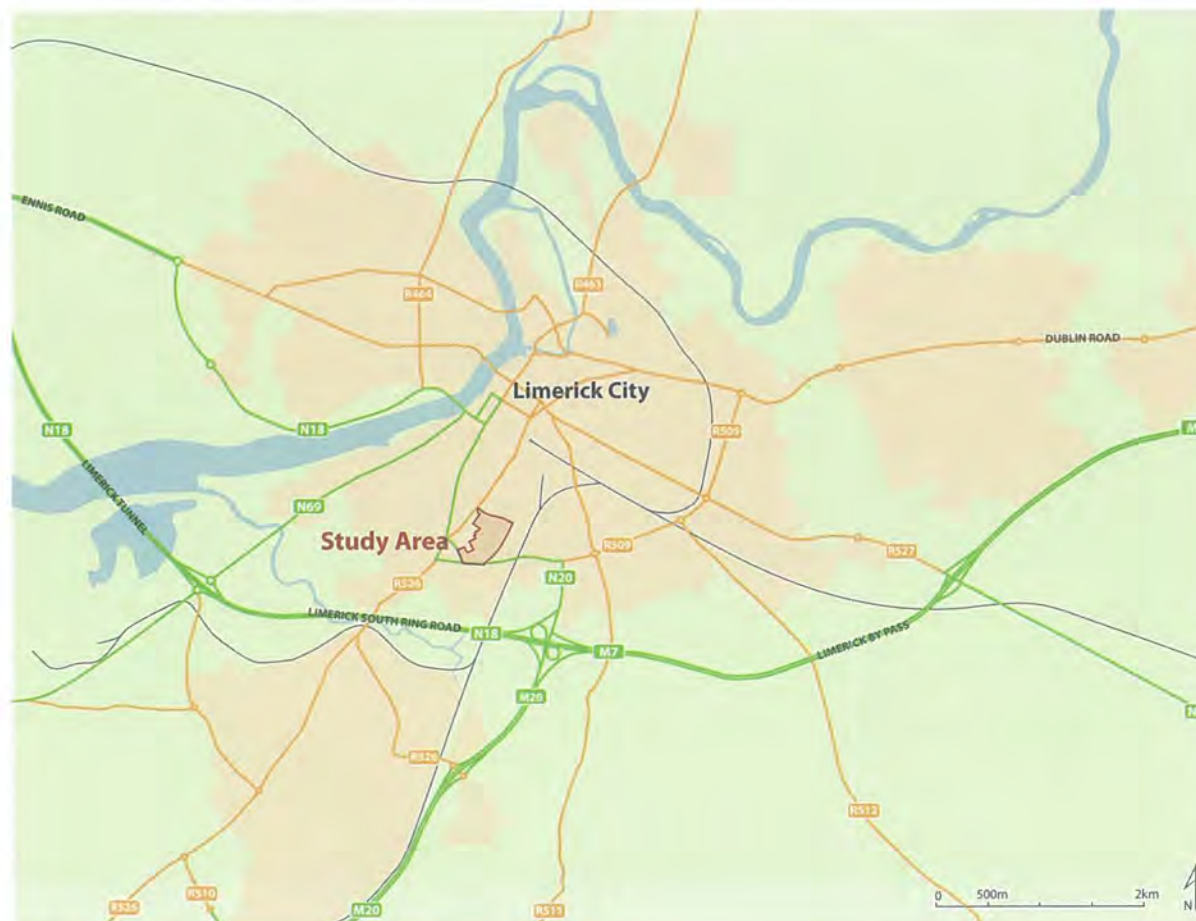 ENNIS ROAD
R464
R463
DUBLIN ROAD
Limerick City
N18
N18
R509
M
LIMERICK TUNNEL
N69
Study Area
R509
R527
R526
N20
LIMERICK SOUTH RING ROAD
N18
M7
LIMERICK BY PASS
M20
N
R526
R512
R510
R526
M20
R511
0 500m 2km
N